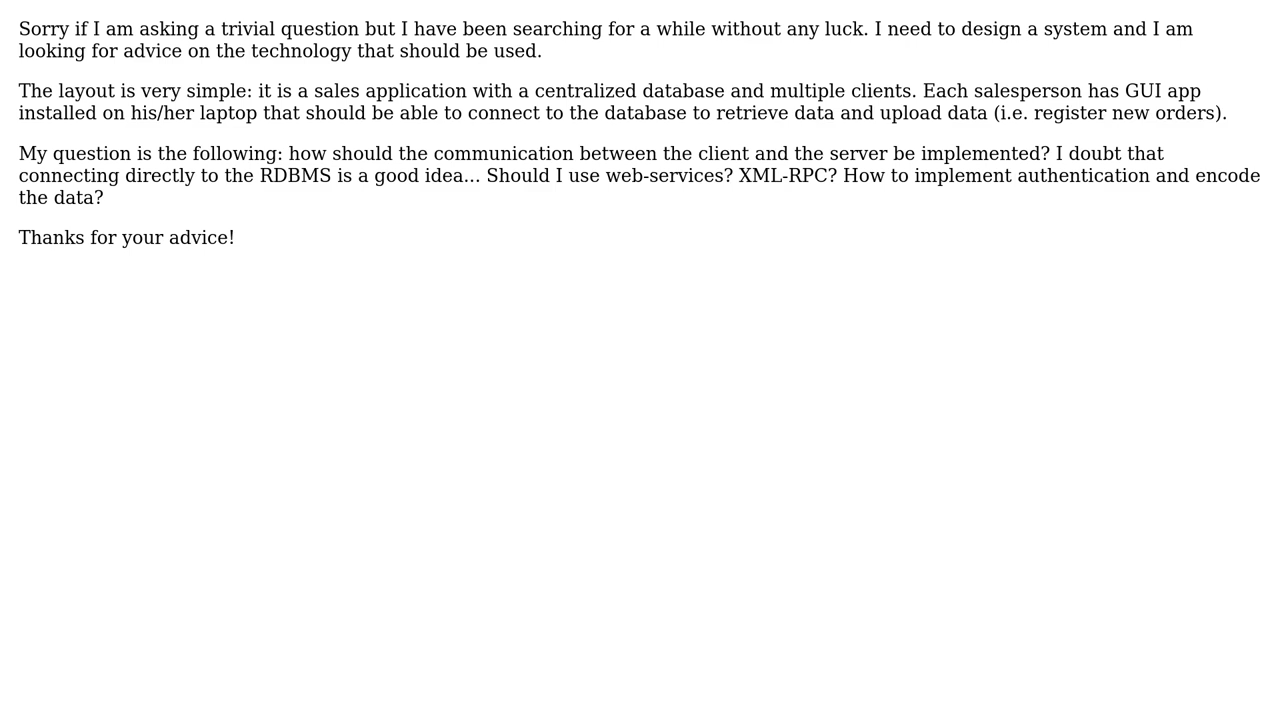 Sorry if I am asking a trivial question but I have been searching for a while without any luck. I need to design a system and I am
looking for advice on the technology that should be used.
The layout is very simple: it is a sales application with a centralized database and multiple clients. Each salesperson has GUI app
installed on his/her laptop that should be able to connect to the database to retrieve data and upload data (i.e. register new orders).
My question is the following: how should the communication between the client and the server be implemented? I doubt that
connecting directly to the RDBMS is a good idea... Should I use web-services? XML-RPC? How to implement authentication and encode
the data?
Thanks for your advice!